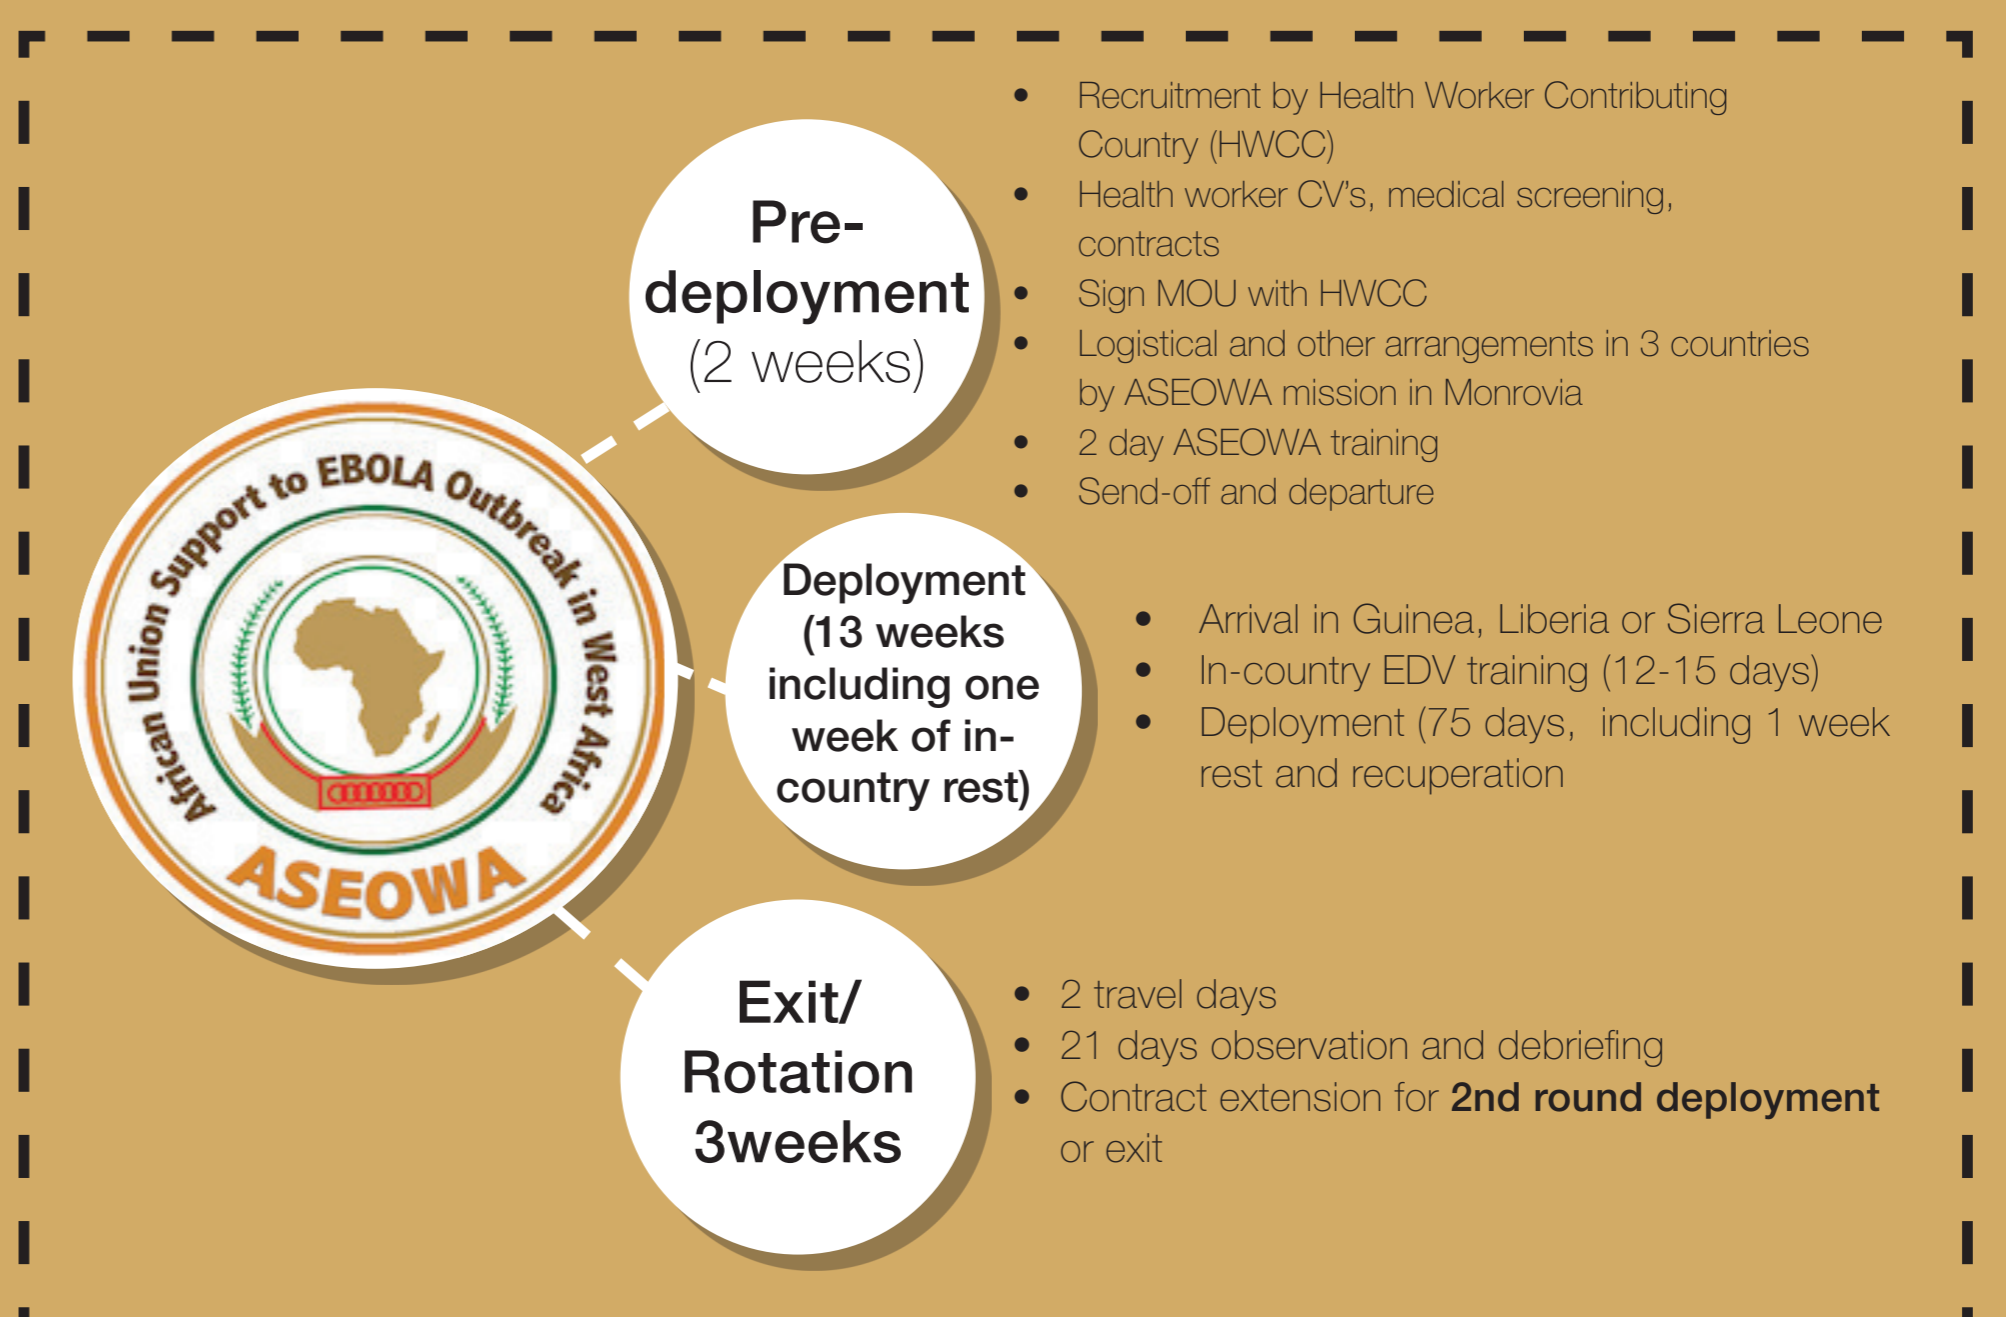 African Union Support to EBOLA Outbreak in West Africa
ASEOWA
Pre-
deployment
(2 weeks)
• Recruitment by Health Worker Contributing
Country (HWCC)
• Health worker CV's, medical screening,
contracts
• Sign MOU with HWCC
• Logistical and other arrangements in 3 countries
by ASEOWA mission in Monrovia
• 2 day ASEOWA training
• Send-off and departure
Deployment
(13 weeks
including one
week of in-
country rest)
• Arrival in Guinea, Liberia or Sierra Leone
• In-country EDV training (12-15 days)
• Deployment (75 days, including 1 week
rest and recuperation
Exit/
Rotation
3weeks
• 2 travel days
• 21 days observation and debriefing
• Contract extension for 2nd round deployment
or exit